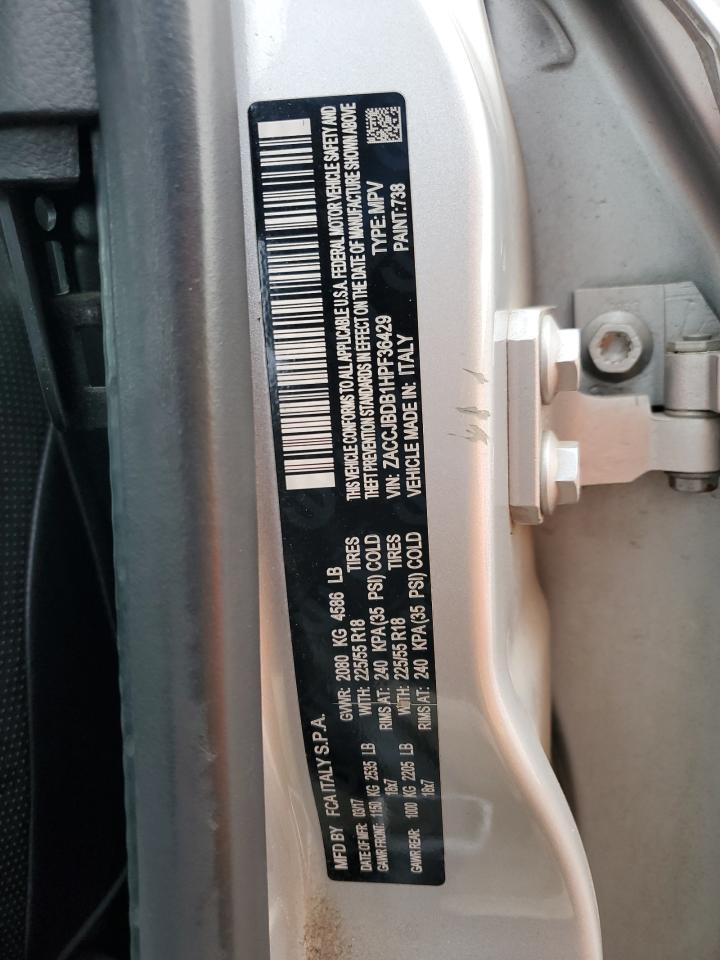 MFD BY FCA ITALY S.P.A.
DATE OF MFR: 03/17 GVWR: 2080 KG 4586 LB
GAWR FRONT: 1150 KG 2535 LB WITH: 225/55 R18 TIRES
18x7 RIMS AT: 240 KPA(35 PSI) COLD
GAWR REAR: 1000 KG 2205 LB WITH: 225/55 R18 TIRES
18x7 RIMS AT: 240 KPA(35 PSI) COLD
THIS VEHICLE CONFORMS TO ALL APPLICABLE U.S.A. FEDERAL MOTOR VEHICLE SAFETY AND
THEFT PREVENTION STANDARDS IN EFFECT ON THE DATE OF MANUFACTURE SHOWN ABOVE
VIN: ZACCJBDB1HPF36429 TYPE: MPV
VEHICLE MADE IN: ITALY PAINT:738